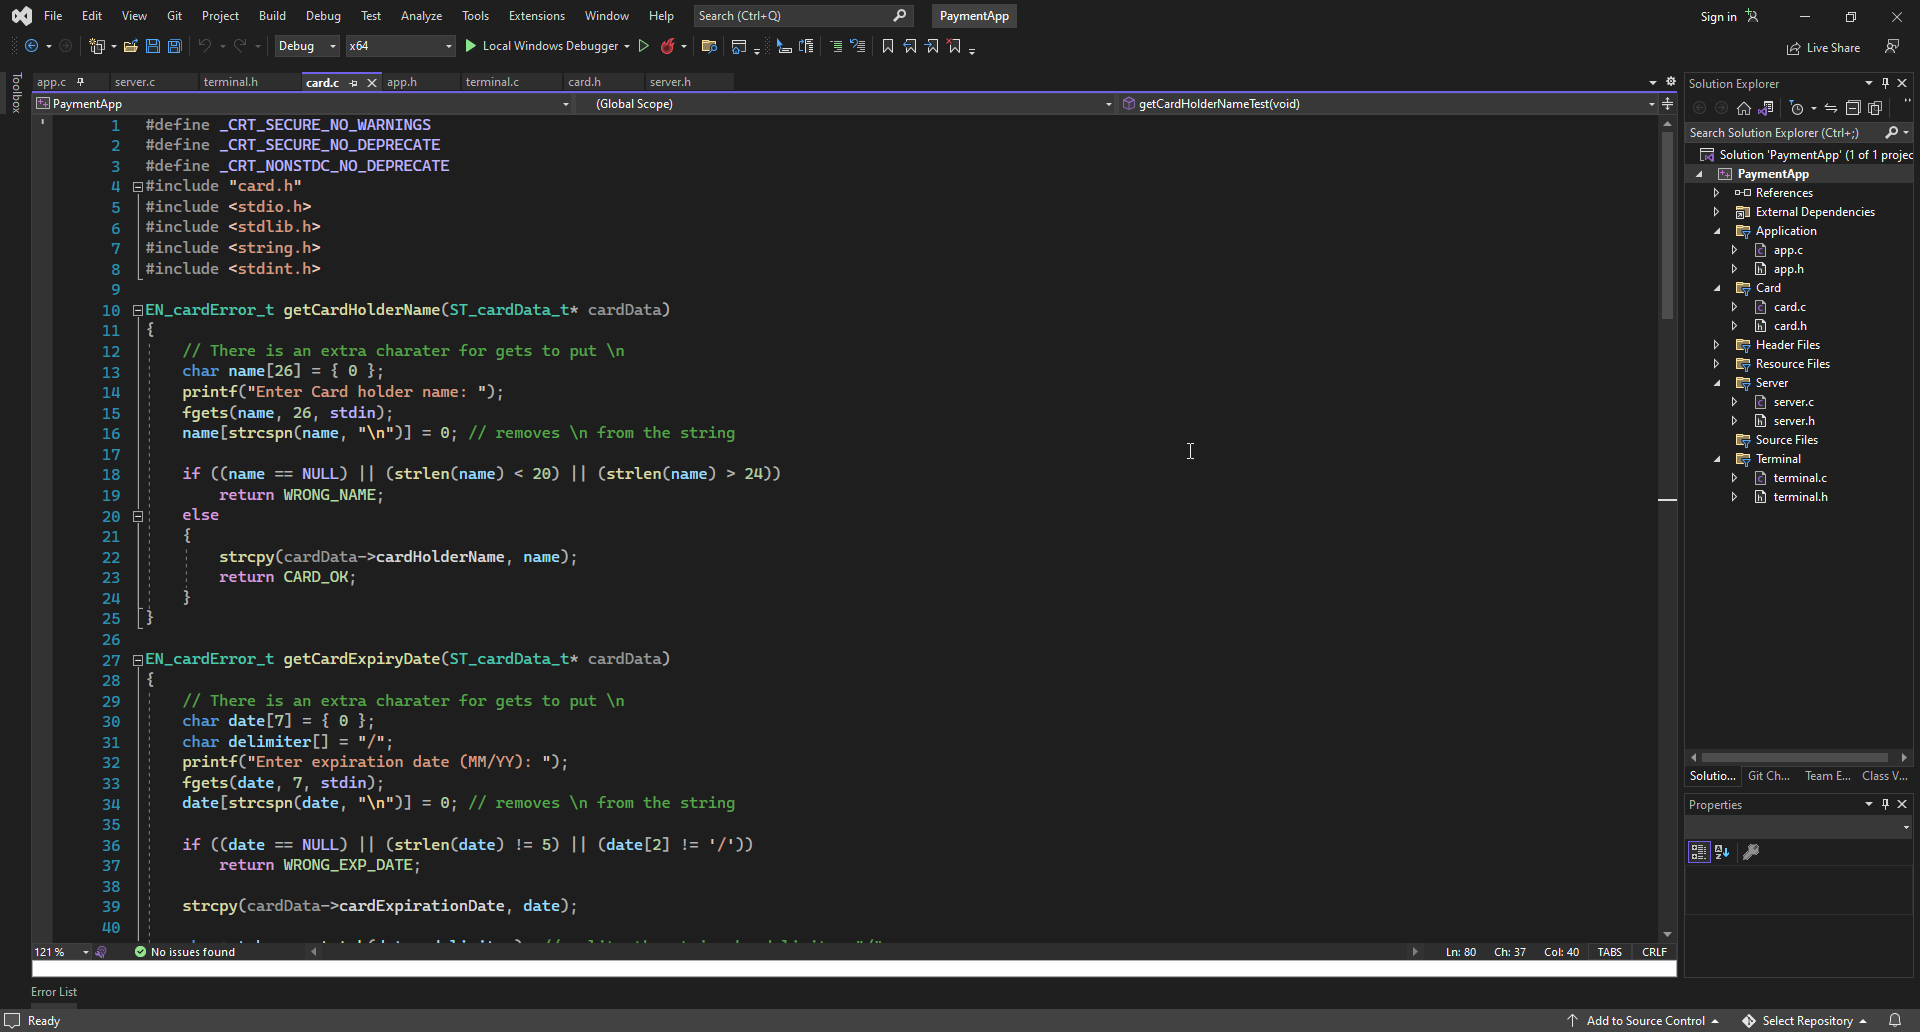 File Edit View Git Project Build Debug Test Analyze Tools Extensions Window Help Search (Ctrl+Q) PaymentApp Sign in
Debug x64 Local Windows Debugger Live Share
Toolbox
app.c server.c terminal.h card.c app.h terminal.c card.h server.h
PaymentApp (Global Scope) getCardHolderNameTest(void)
1 #define _CRT_SECURE_NO_WARNINGS
2 #define _CRT_SECURE_NO_DEPRECATE
3 #define _CRT_NONSTDC_NO_DEPRECATE
4 #include "card.h"
5 #include <stdio.h>
6 #include <stdlib.h>
7 #include <string.h>
8 #include <stdint.h>
9
10 EN_cardError_t getCardHolderName(ST_cardData_t* cardData)
11 {
12 // There is an extra charater for gets to put \n
13 char name[26] = { 0 };
14 printf("Enter Card holder name: ");
15 fgets(name, 26, stdin);
16 name[strcspn(name, "\n")] = 0; // removes \n from the string
17
18 if ((name == NULL) || (strlen(name) < 20) || (strlen(name) > 24))
19 return WRONG_NAME;
20 else
21 {
22 strcpy(cardData->cardHolderName, name);
23 return CARD_OK;
24 }
25 }
26
27 EN_cardError_t getCardExpiryDate(ST_cardData_t* cardData)
28 {
29 // There is an extra charater for gets to put \n
30 char date[7] = { 0 };
31 char delimiter[] = "/";
32 printf("Enter expiration date (MM/YY): ");
33 fgets(date, 7, stdin);
34 date[strcspn(date, "\n")] = 0; // removes \n from the string
35
36 if ((date == NULL) || (strlen(date) != 5) || (date[2] != '/'))
37 return WRONG_EXP_DATE;
38
39 strcpy(cardData->cardExpirationDate, date);
40
121 % No issues found Ln: 80 Ch: 37 Col: 40 TABS CRLF
Error List
Ready Add to Source Control Select Repository
Solution Explorer
Search Solution Explorer (Ctrl+;)
Solution 'PaymentApp' (1 of 1 projec
PaymentApp
References
External Dependencies
Application
app.c
app.h
Card
card.c
card.h
Header Files
Resource Files
Server
server.c
server.h
Source Files
Terminal
terminal.c
terminal.h
Solutio... Git Ch... Team E... Class V...
Properties